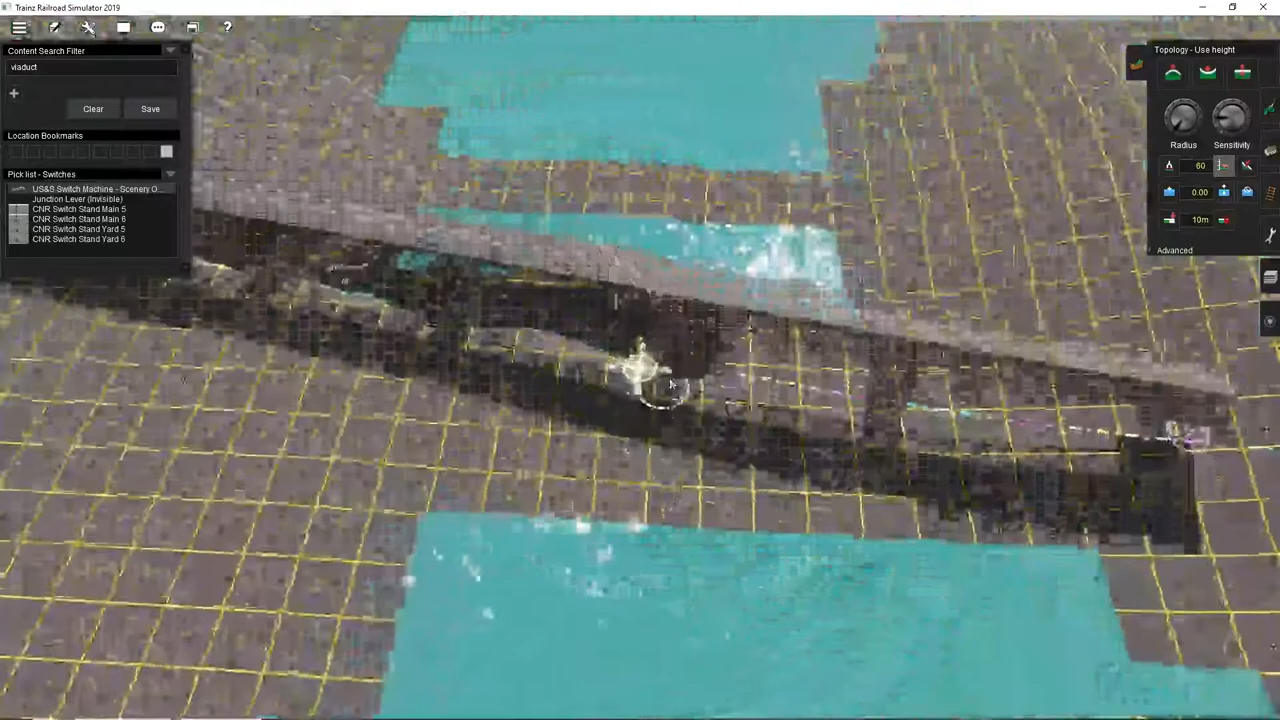 Trainz Railroad Simulator 2019
Content Search Filter
viaduct
Clear
Save
Location Bookmarks
Pick list - Switches
US&S Switch Machine - Scenery O...
Junction Lever (Invisible)
CNR Switch Stand Main 5
CNR Switch Stand Main 6
CNR Switch Stand Yard 5
CNR Switch Stand Yard 6
Topology - Use height
Radius
Sensitivity
60
0.00
10m
Advanced